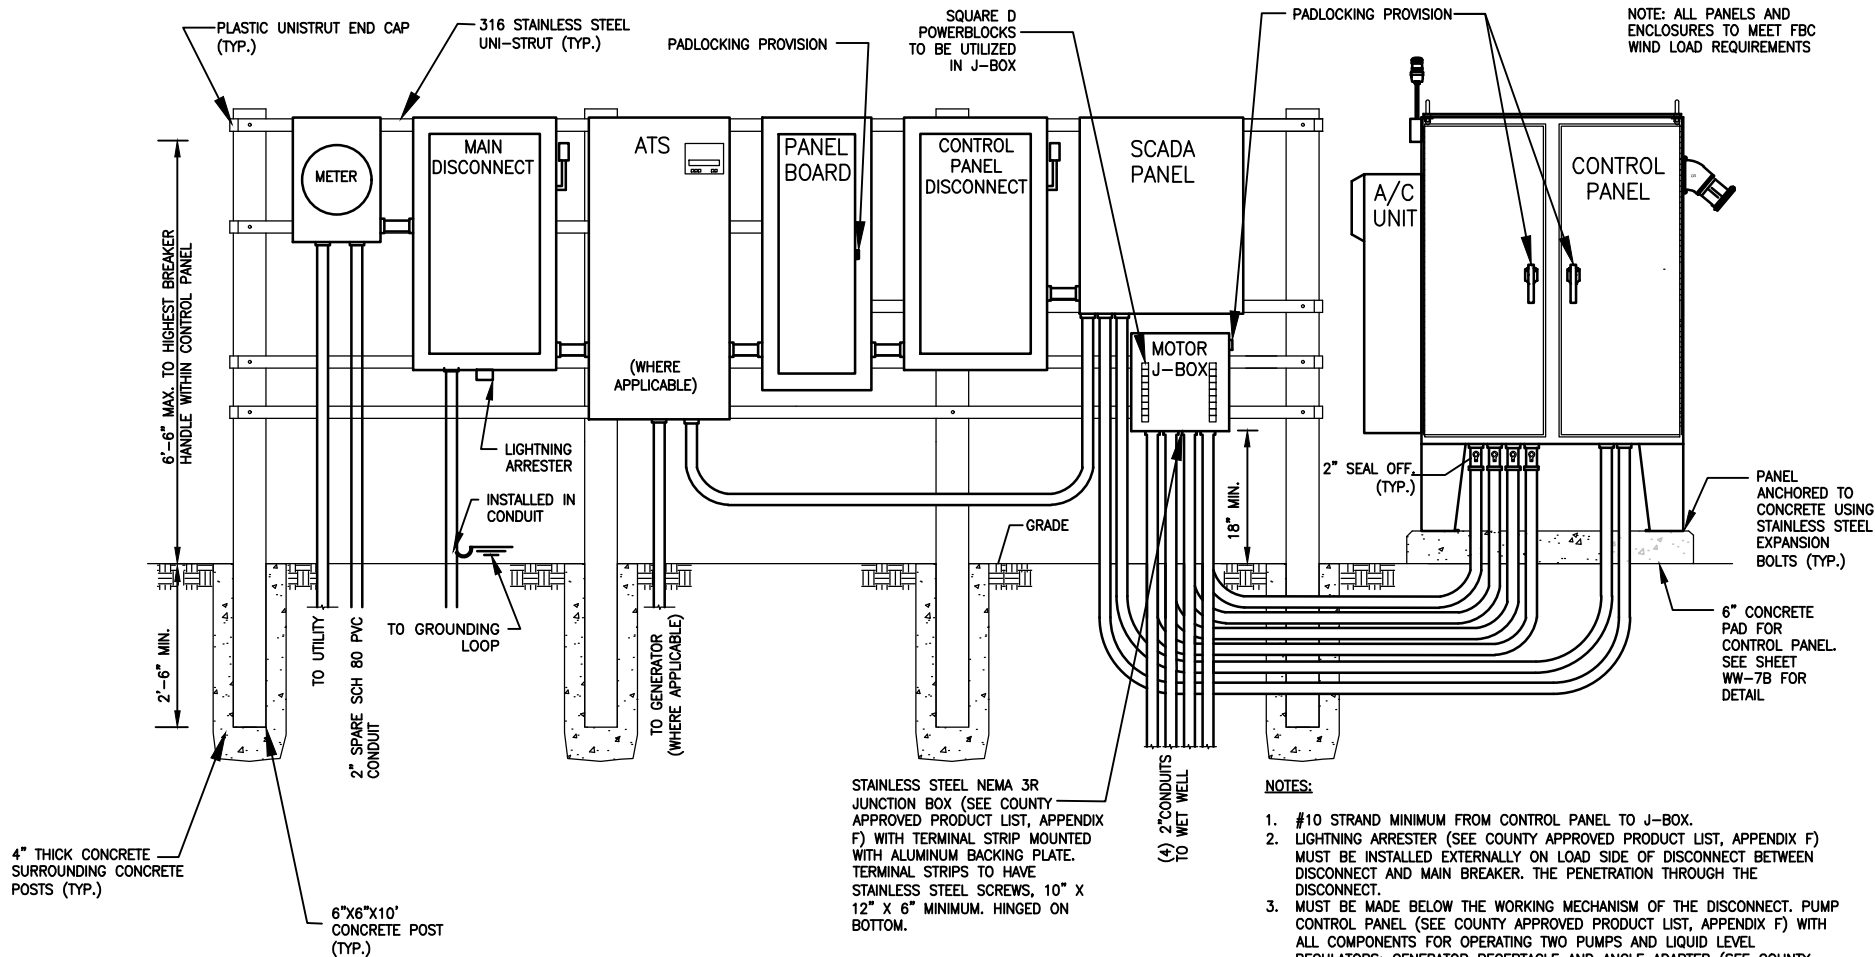 PLASTIC UNISTRUT END CAP
(TYP.)
316 STAINLESS STEEL
UNI-STRUT (TYP.)
PADLOCKING PROVISION
SQUARE D
POWERBLOCKS
TO BE UTILIZED
IN J-BOX
PADLOCKING PROVISION
NOTE: ALL PANELS AND
ENCLOSURES TO MEET FBC
WIND LOAD REQUIREMENTS
METER
MAIN
DISCONNECT
ATS
(WHERE
APPLICABLE)
PANEL
BOARD
CONTROL
PANEL
DISCONNECT
SCADA
PANEL
MOTOR
J-BOX
A/C
UNIT
CONTROL
PANEL
6'-6" MAX. TO HIGHEST BREAKER
HANDLE WITHIN CONTROL PANEL
2'-6" MIN.
LIGHTNING
ARRESTER
INSTALLED IN
CONDUIT
GRADE
18" MIN.
2" SEAL OFF.
(TYP.)
PANEL
ANCHORED TO
CONCRETE USING
STAINLESS STEEL
EXPANSION
BOLTS (TYP.)
6" CONCRETE
PAD FOR
CONTROL PANEL.
SEE SHEET
WW-7B FOR
DETAIL
TO UTILITY
2" SPARE SCH 80 PVC
CONDUIT
TO GROUNDING
LOOP
TO GENERATOR
(WHERE APPLICABLE)
(4) 2"CONDUITS
TO WET WELL
4" THICK CONCRETE
SURROUNDING CONCRETE
POSTS (TYP.)
6"X6"X10'
CONCRETE POST
(TYP.)
STAINLESS STEEL NEMA 3R
JUNCTION BOX (SEE COUNTY
APPROVED PRODUCT LIST, APPENDIX
F) WITH TERMINAL STRIP MOUNTED
WITH ALUMINUM BACKING PLATE.
TERMINAL STRIPS TO HAVE
STAINLESS STEEL SCREWS, 10" X
12" X 6" MINIMUM. HINGED ON
BOTTOM.
NOTES:
1. #10 STRAND MINIMUM FROM CONTROL PANEL TO J-BOX.
2. LIGHTNING ARRESTER (SEE COUNTY APPROVED PRODUCT LIST, APPENDIX F)
MUST BE INSTALLED EXTERNALLY ON LOAD SIDE OF DISCONNECT BETWEEN
DISCONNECT AND MAIN BREAKER. THE PENETRATION THROUGH THE
DISCONNECT.
3. MUST BE MADE BELOW THE WORKING MECHANISM OF THE DISCONNECT. PUMP
CONTROL PANEL (SEE COUNTY APPROVED PRODUCT LIST, APPENDIX F) WITH
ALL COMPONENTS FOR OPERATING TWO PUMPS AND LIQUID LEVEL
REGULATORS; GENERATOR RECEPTACLE AND ANGLE ADAPTER (SEE COUNTY